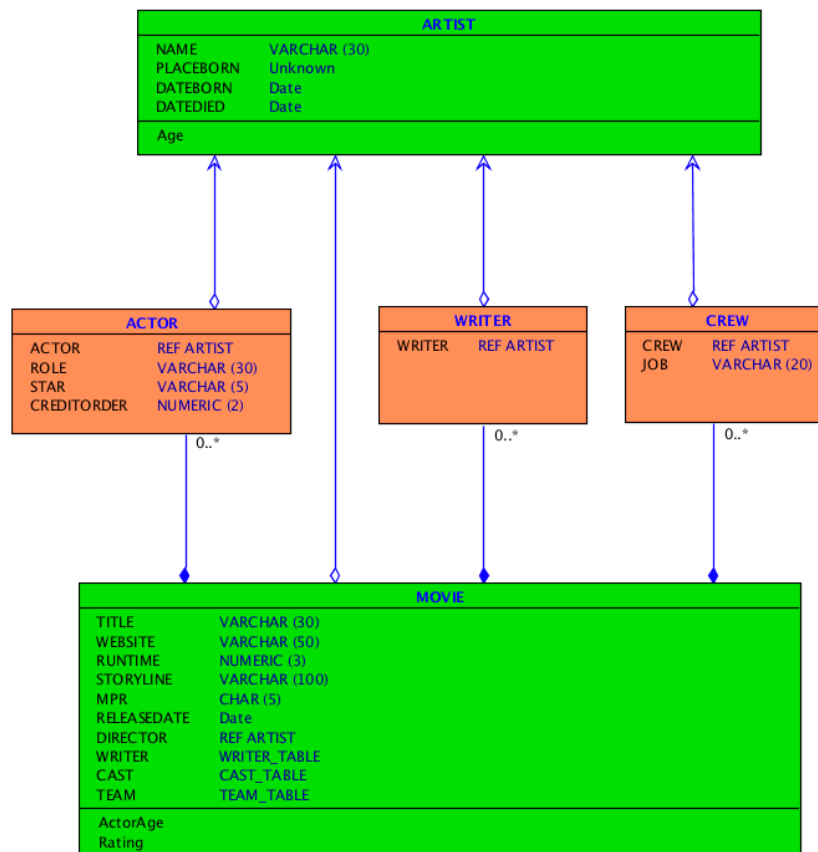 ARTIST
NAME VARCHAR (30)
PLACEBORN Unknown
DATEBORN Date
DATEDIED Date
Age
ACTOR
ACTOR REF ARTIST
ROLE VARCHAR (30)
STAR VARCHAR (5)
CREDITORDER NUMERIC (2)
0..*
WRITER
WRITER REF ARTIST
0..*
CREW
CREW REF ARTIST
JOB VARCHAR (20)
0..*
MOVIE
TITLE VARCHAR (30)
WEBSITE VARCHAR (50)
RUNTIME NUMERIC (3)
STORYLINE VARCHAR (100)
MPR CHAR (5)
RELEASEDATE Date
DIRECTOR REF ARTIST
WRITER WRITER_TABLE
CAST CAST_TABLE
TEAM TEAM_TABLE
ActorAge
Rating